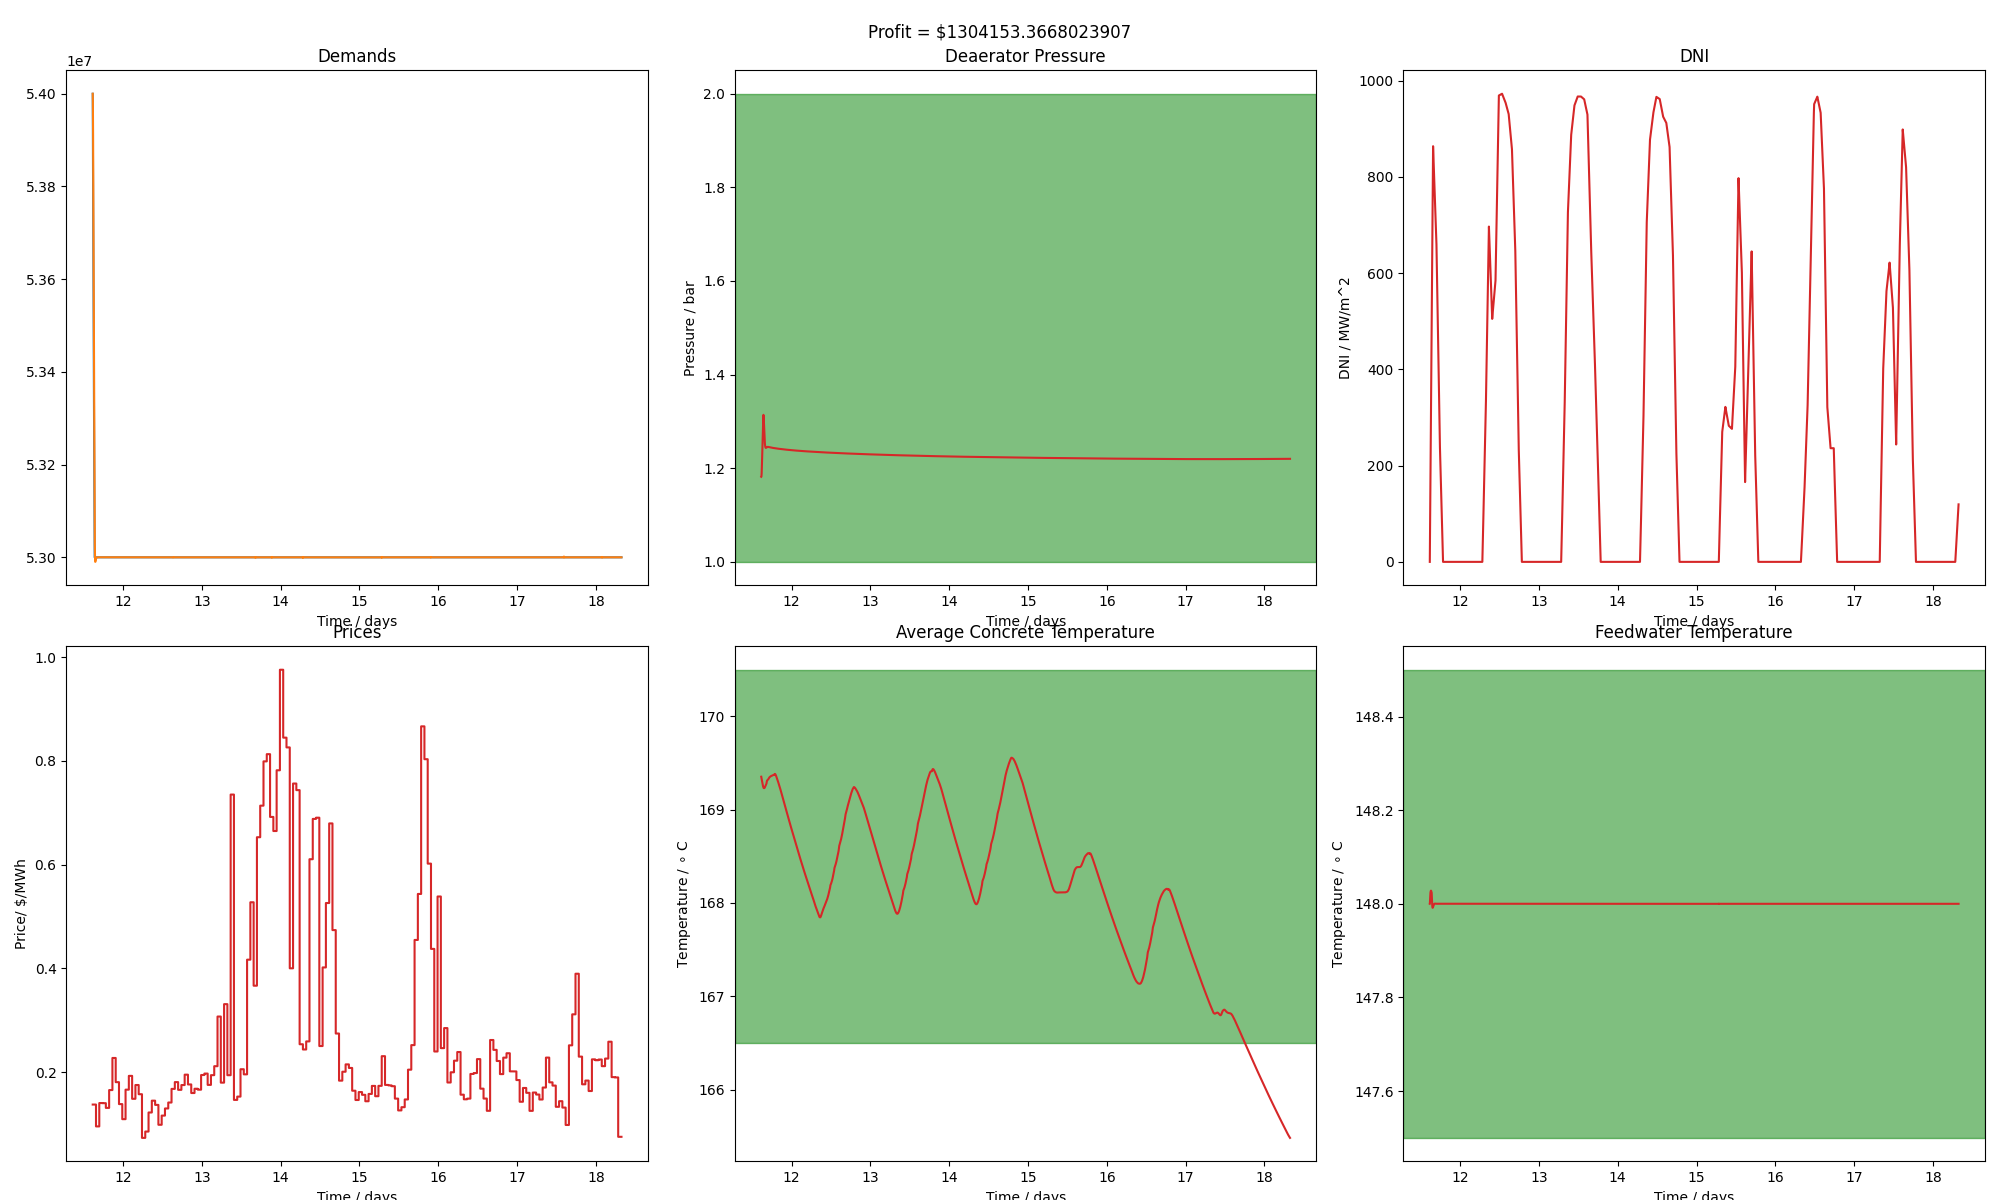 Profit = $1304153.3668023907
Demands
1e7
5.40
5.38
5.36
5.34
5.32
5.30
12 13 14 15 16 17 18
Time / days
Deaerator Pressure
Pressure / bar
2.0
1.8
1.6
1.4
1.2
1.0
12 13 14 15 16 17 18
Time / days
DNI
DNI / MW/m^2
1000
800
600
400
200
0
12 13 14 15 16 17 18
Time / days
Prices
Price/ $/MWh
1.0
0.8
0.6
0.4
0.2
12 13 14 15 16 17 18
Time / days
Average Concrete Temperature
Temperature / ∘ C
170
169
168
167
166
12 13 14 15 16 17 18
Time / days
Feedwater Temperature
Temperature / ∘ C
148.4
148.2
148.0
147.8
147.6
12 13 14 15 16 17 18
Time / days